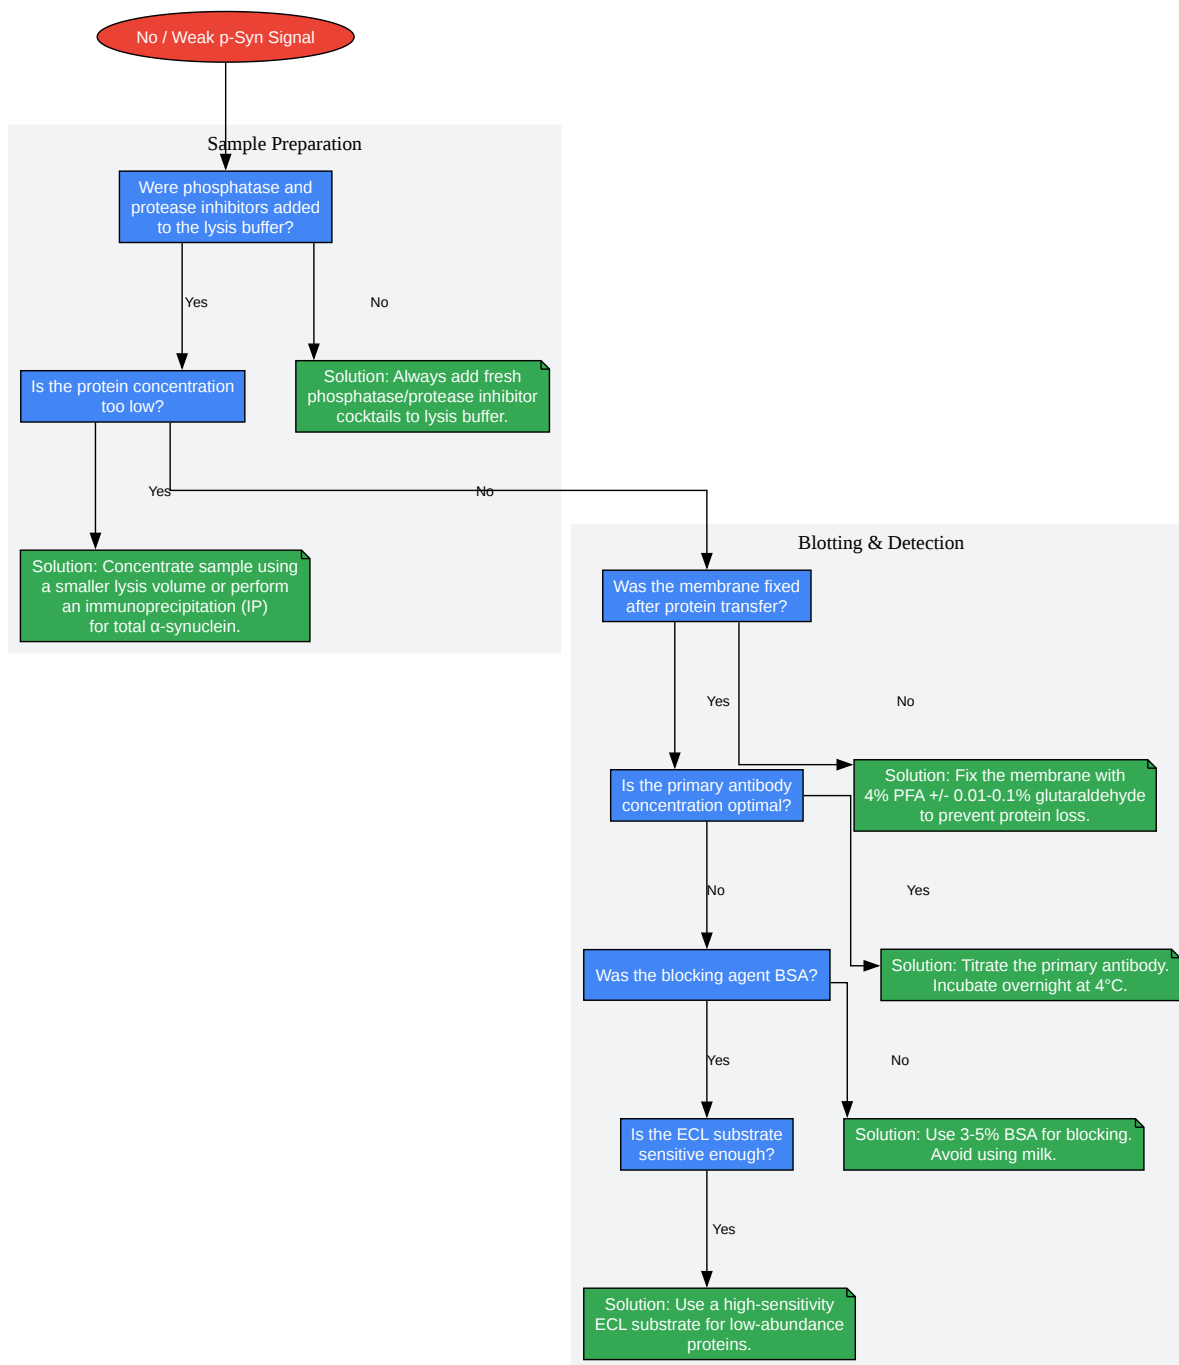 No / Weak p-Syn Signal
Sample Preparation
Were phosphatase and
protease inhibitors added
to the lysis buffer?
Yes
No
Is the protein concentration
too low?
Solution: Always add fresh
phosphatase/protease inhibitor
cocktails to lysis buffer.
Yes
No
Solution: Concentrate sample using
a smaller lysis volume or perform
an immunoprecipitation (IP)
for total α-synuclein.
Blotting & Detection
Was the membrane fixed
after protein transfer?
Yes
No
Is the primary antibody
concentration optimal?
Solution: Fix the membrane with
4% PFA +/- 0.01-0.1% glutaraldehyde
to prevent protein loss.
No
Yes
Was the blocking agent BSA?
Solution: Titrate the primary antibody.
Incubate overnight at 4°C.
Yes
No
Is the ECL substrate
sensitive enough?
Solution: Use 3-5% BSA for blocking.
Avoid using milk.
Yes
Solution: Use a high-sensitivity
ECL substrate for low-abundance
proteins.